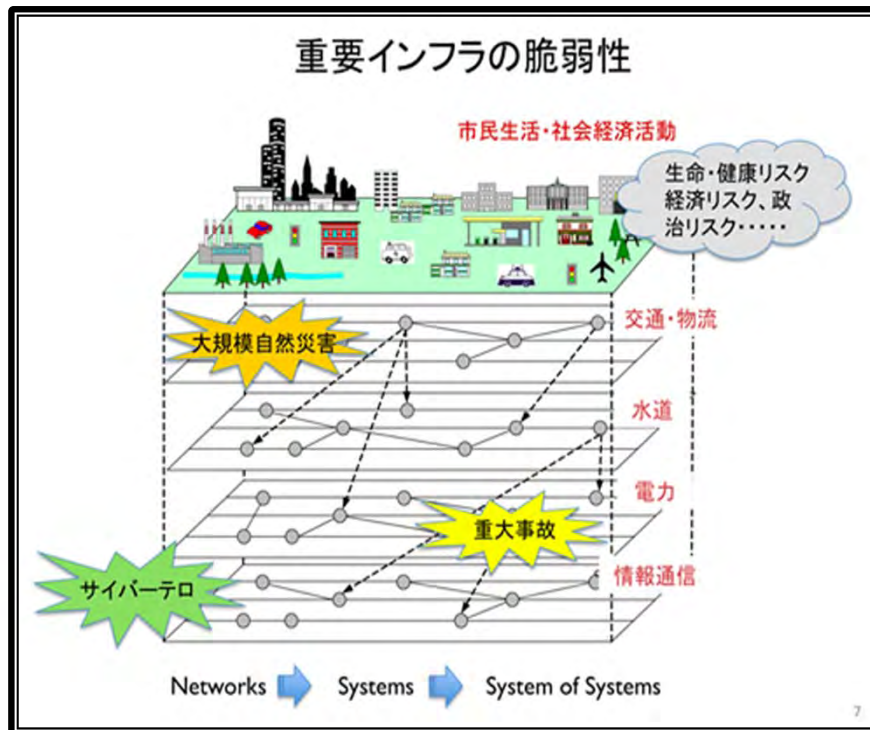 重要インフラの脆弱性
市民生活・社会経済活動
生命・健康リスク
経済リスク、政
治リスク・・・・・
交通・物流
大規模自然災害
水道
電力
重大事故
情報通信
サイバーテロ
Networks Systems System of Systems
7